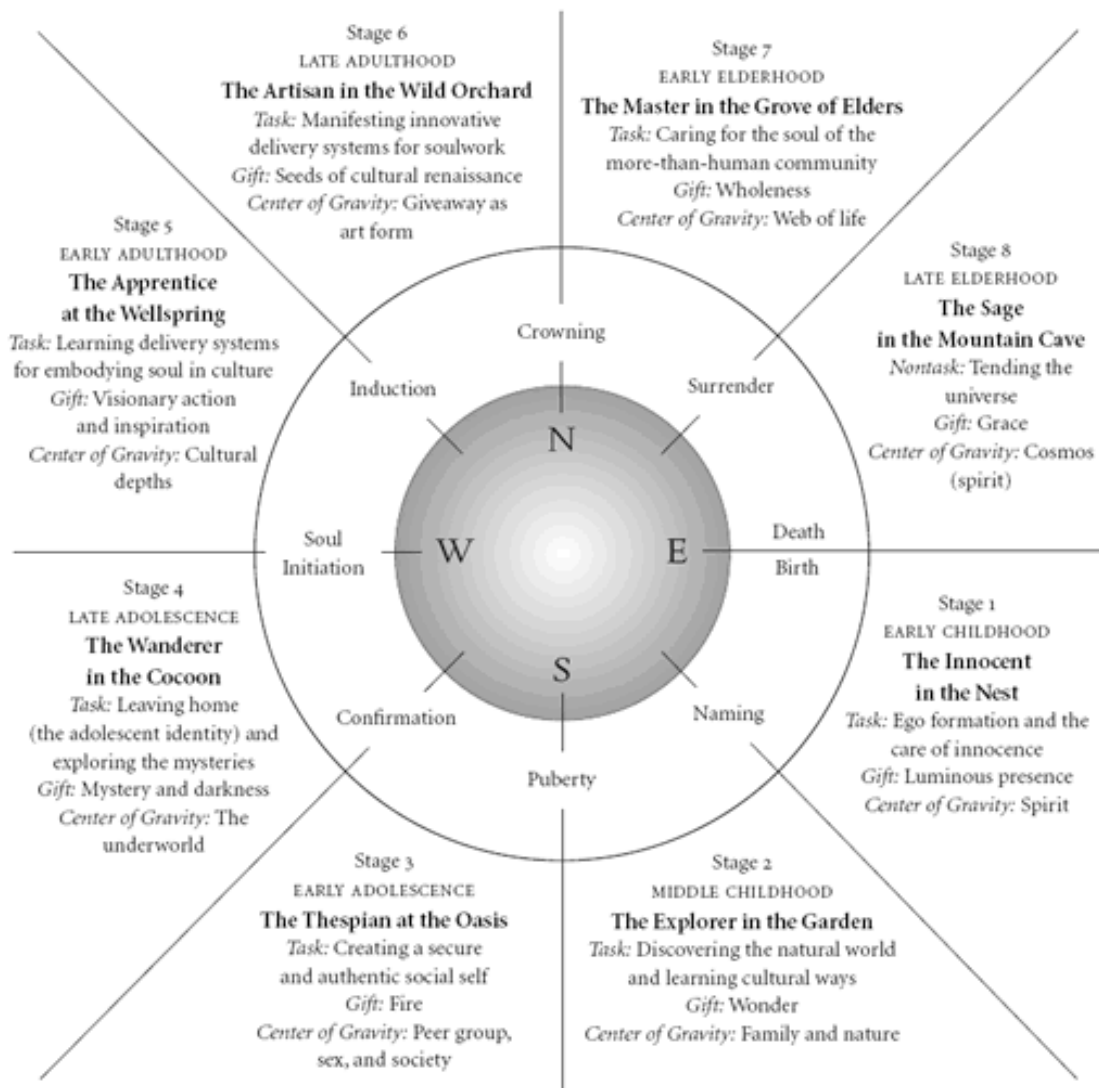 Stage 6
LATE ADULTHOOD
The Artisan in the Wild Orchard
Task: Manifesting innovative
delivery systems for soulwork
Gift: Seeds of cultural renaissance
Center of Gravity: Giveaway as
art form
Stage 7
EARLY ELDERHOOD
The Master in the Grove of Elders
Task: Caring for the soul of the
more-than-human community
Gift: Wholeness
Center of Gravity: Web of life
Stage 5
EARLY ADULTHOOD
The Apprentice
at the Wellspring
Task: Learning delivery systems
for embodying soul in culture
Gift: Visionary action
and inspiration
Center of Gravity: Cultural
depths
Stage 8
LATE ELDERHOOD
The Sage
in the Mountain Cave
Nontask: Tending the
universe
Gift: Grace
Center of Gravity: Cosmos
(spirit)
Crowning
Induction
Surrender
N
Soul
Initiation
W
E
Death
Birth
S
Confirmation
Naming
Puberty
Stage 4
LATE ADOLESCENCE
The Wanderer
in the Cocoon
Task: Leaving home
(the adolescent identity) and
exploring the mysteries
Gift: Mystery and darkness
Center of Gravity: The
underworld
Stage 1
EARLY CHILDHOOD
The Innocent
in the Nest
Task: Ego formation and the
care of innocence
Gift: Luminous presence
Center of Gravity: Spirit
Stage 3
EARLY ADOLESCENCE
The Thespian at the Oasis
Task: Creating a secure
and authentic social self
Gift: Fire
Center of Gravity: Peer group,
sex, and society
Stage 2
MIDDLE CHILDHOOD
The Explorer in the Garden
Task: Discovering the natural world
and learning cultural ways
Gift: Wonder
Center of Gravity: Family and nature